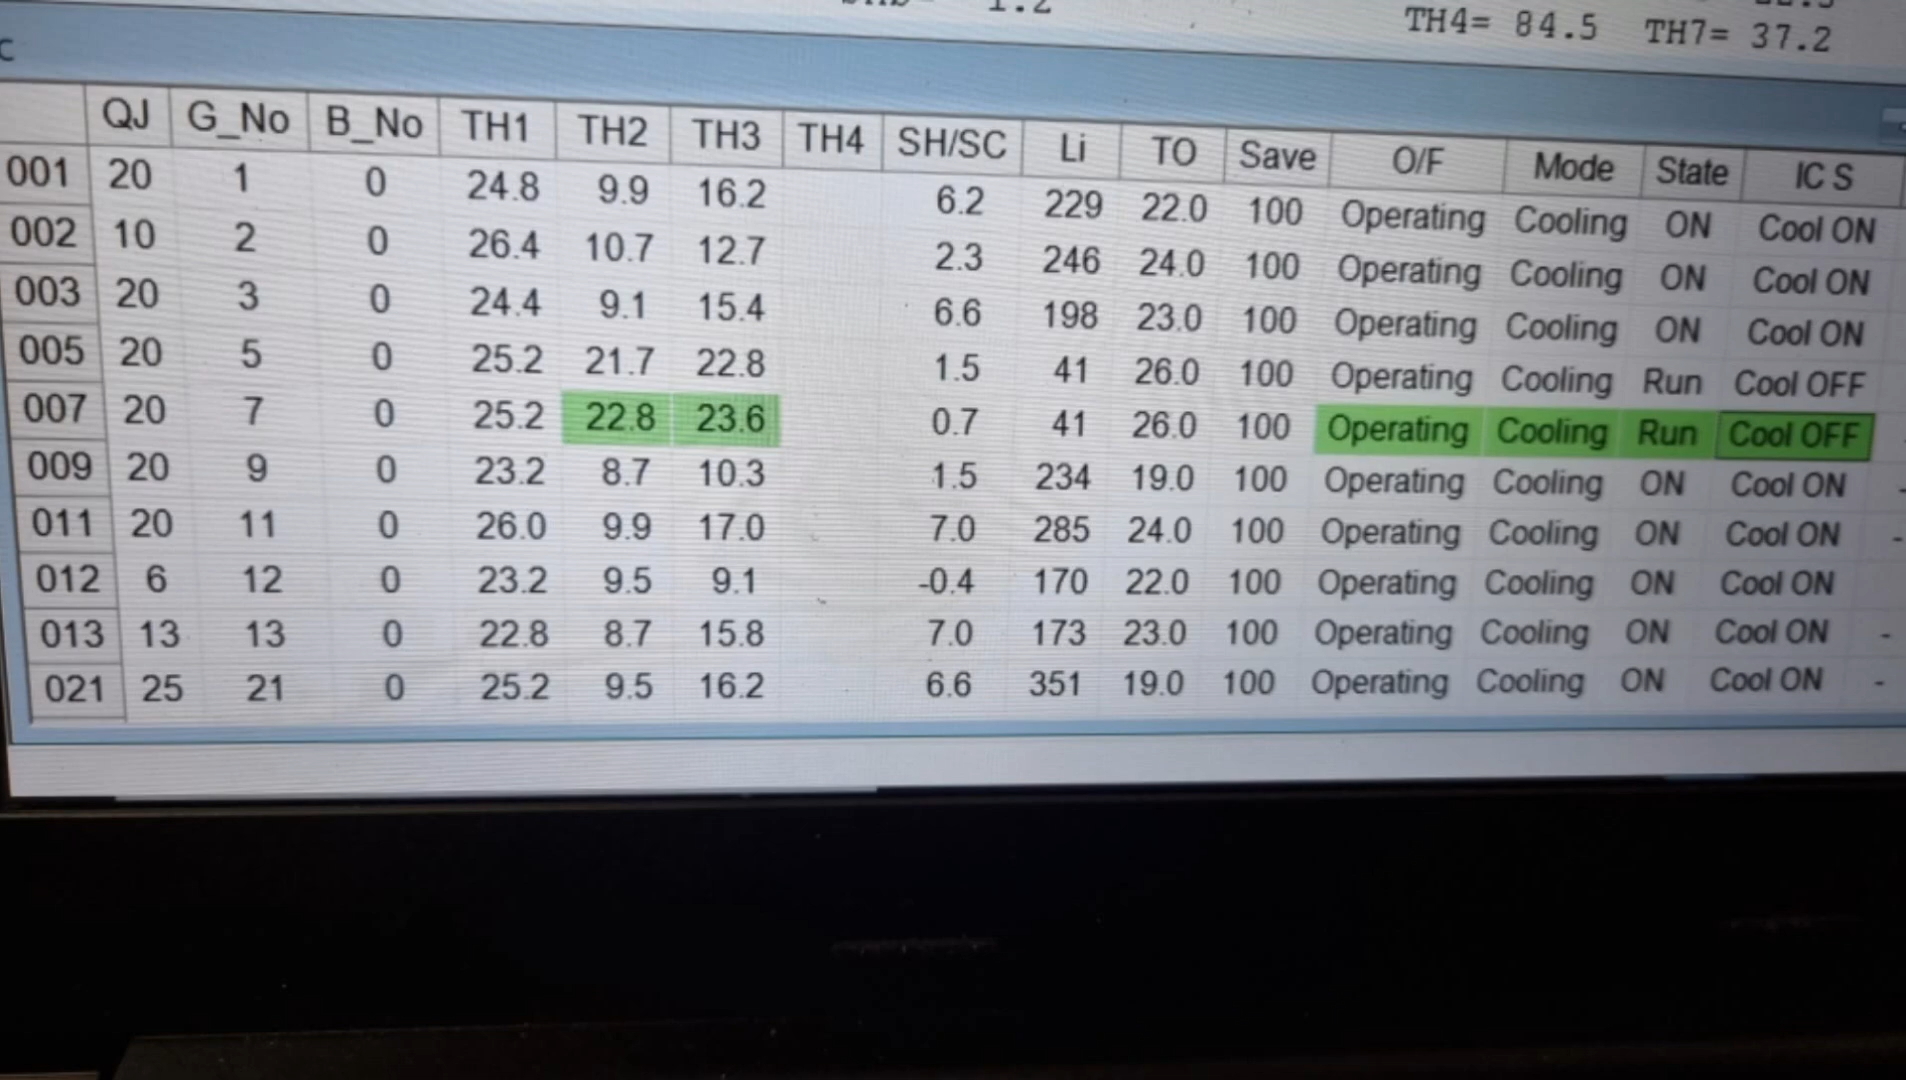 1.2
TH4= 84.5 TH7= 37.2
C
QJ G_No B_No TH1 TH2 TH3 TH4 SH/SC Li TO Save O/F Mode State IC S
001 20 1 0 24.8 9.9 16.2 6.2 229 22.0 100 Operating Cooling ON Cool ON
002 10 2 0 26.4 10.7 12.7 2.3 246 24.0 100 Operating Cooling ON Cool ON
003 20 3 0 24.4 9.1 15.4 6.6 198 23.0 100 Operating Cooling ON Cool ON
005 20 5 0 25.2 21.7 22.8 1.5 41 26.0 100 Operating Cooling Run Cool OFF
007 20 7 0 25.2 22.8 23.6 0.7 41 26.0 100 Operating Cooling Run Cool OFF
009 20 9 0 23.2 8.7 10.3 1.5 234 19.0 100 Operating Cooling ON Cool ON -
011 20 11 0 26.0 9.9 17.0 7.0 285 24.0 100 Operating Cooling ON Cool ON -
012 6 12 0 23.2 9.5 9.1 -0.4 170 22.0 100 Operating Cooling ON Cool ON
013 13 13 0 22.8 8.7 15.8 7.0 173 23.0 100 Operating Cooling ON Cool ON -
021 25 21 0 25.2 9.5 16.2 6.6 351 19.0 100 Operating Cooling ON Cool ON -